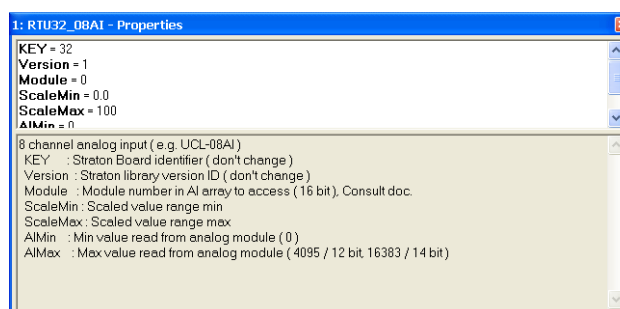 1: RTU32_08AI - Properties
KEY = 32
Version = 1
Module = 0
ScaleMin = 0.0
ScaleMax = 100
AIMin = 0
8 channel analog input ( e.g. UCL-08AI )
KEY : Straton Board identifier ( don't change )
Version : Straton library version ID ( don't change )
Module : Module number in AI array to access ( 16 bit ), Consult doc.
ScaleMin : Scaled value range min
ScaleMax : Scaled value range max
AIMin : Min value read from analog module ( 0 )
AIMax : Max value read from analog module ( 4095 / 12 bit, 16383 / 14 bit )